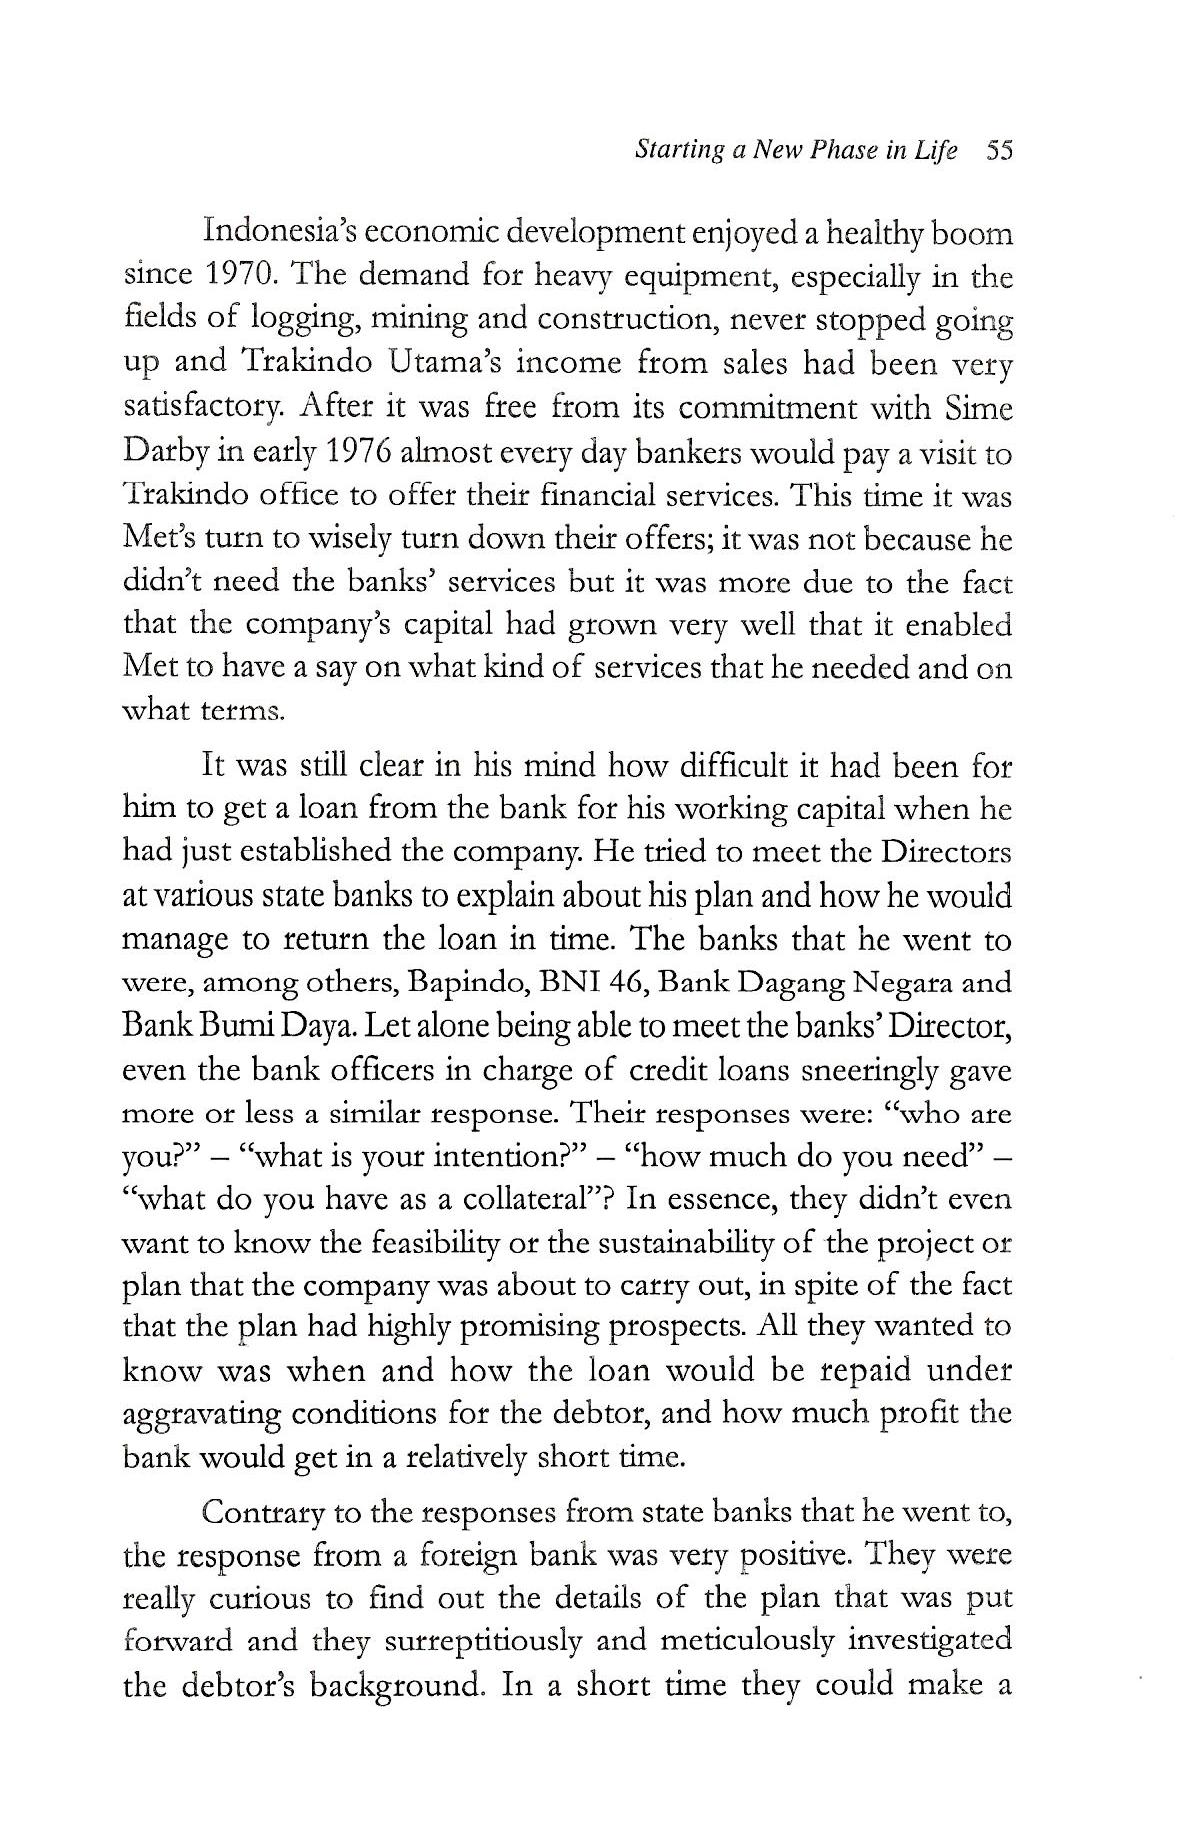 Starting a New Phase in Life 55
Indonesia's economic development enjoyed a healthy boom
since 1970. The demand for heavy equipment, especially in the
fields of logging, mining and construction, never stopped going
up and Trakindo Utama's income from sales had been very
satisfactory. After it was free from its commitment with Sime
Darby in early 1976 almost every day bankers would pay a visit to
Trakindo office to offer their financial services. This time it was
Met's turn to wisely turn down their offers; it was not because he
didn't need the banks' services but it was more due to the fact
that the company's capital had grown very well that it enabled
Met to have a say on what kind of services that he needed and on
what terms.
It was still clear in his mind how difficult it had been for
him to get a loan from the bank for his working capital when he
had just established the company. He tried to meet the Directors
at various state banks to explain about his plan and how he would
manage to return the loan in time. The banks that he went to
were, among others, Bapindo, BNI 46, Bank Dagang Negara and
Bank Bumi Daya. Let alone being able to meet the banks' Director,
even the bank officers in charge of credit loans sneeringly gave
more or less a similar response. Their responses were: “who are
you?” – “what is your intention?” – “how much do you need” –
“what do you have as a collateral”? In essence, they didn't even
want to know the feasibility or the sustainability of the project or
plan that the company was about to carry out, in spite of the fact
that the plan had highly promising prospects. All they wanted to
know was when and how the loan would be repaid under
aggravating conditions for the debtor, and how much profit the
bank would get in a relatively short time.
Contrary to the responses from state banks that he went to,
the response from a foreign bank was very positive. They were
really curious to find out the details of the plan that was put
forward and they surreptitiously and meticulously investigated
the debtor's background. In a short time they could make a